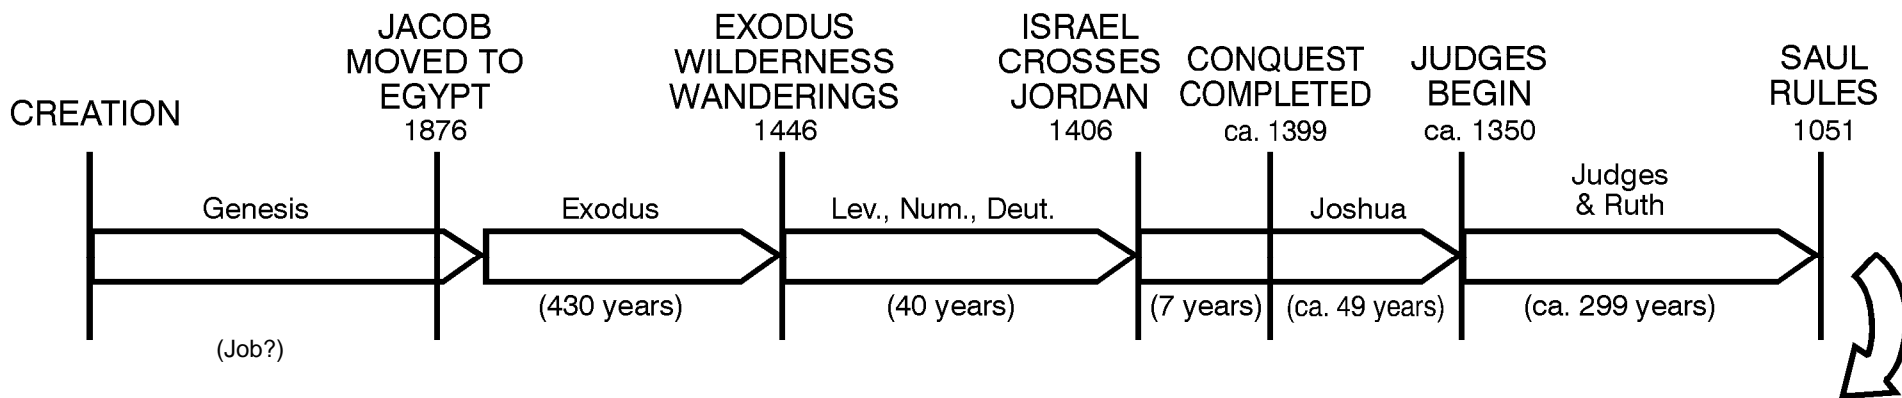 CREATION
JACOB
MOVED TO
EGYPT
1876
EXODUS
WILDERNESS
WANDERINGS
1446
ISRAEL
CROSSES
JORDAN
1406
CONQUEST
COMPLETED
ca. 1399
JUDGES
BEGIN
ca. 1350
SAUL
RULES
1051
Genesis
Exodus
Lev., Num., Deut.
Joshua
Judges
& Ruth
(430 years)
(40 years)
(7 years)
(ca. 49 years)
(ca. 299 years)
(Job?)